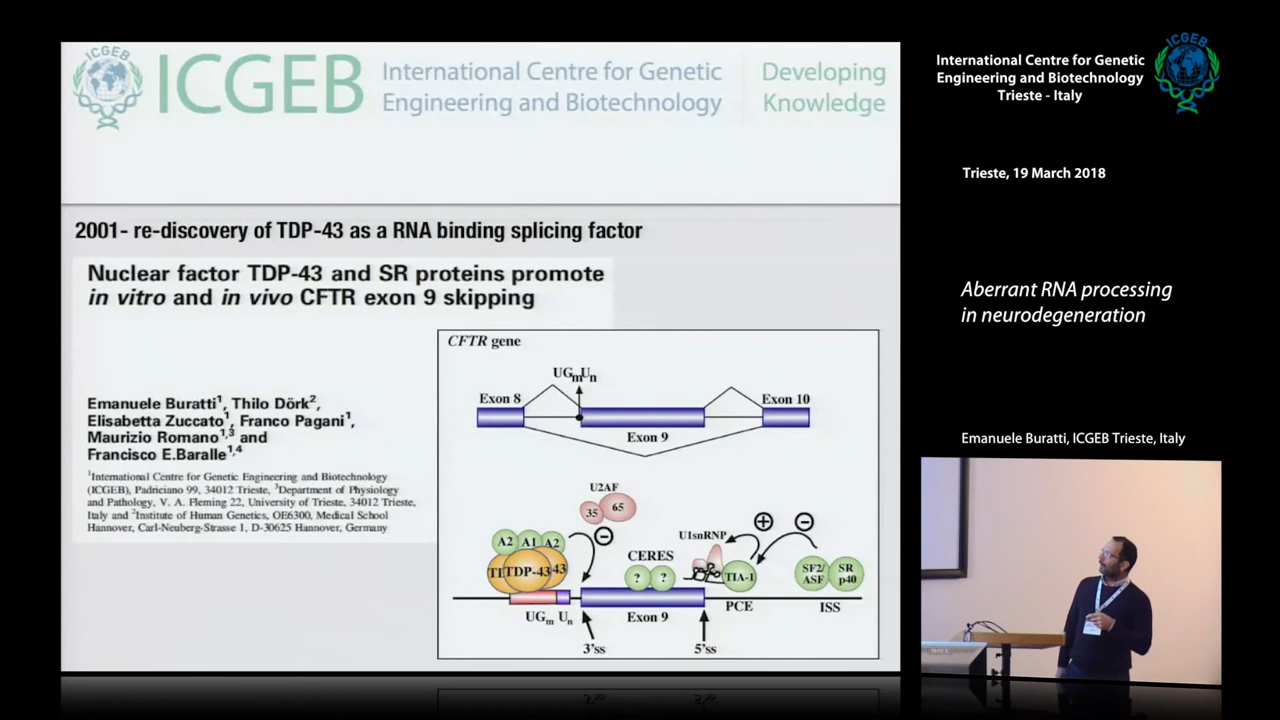 ICGEB
ICGEB
International Centre for Genetic
Engineering and Biotechnology
Developing
Knowledge
2001- re-discovery of TDP-43 as a RNA binding splicing factor
Nuclear factor TDP-43 and SR proteins promote
in vitro and in vivo CFTR exon 9 skipping
Emanuele Buratti1, Thilo Dörk2,
Elisabetta Zuccato1, Franco Pagani1,
Maurizio Romano1,3 and
Francisco E.Baralle1,4
1International Centre for Genetic Engineering and Biotechnology
(ICGEB), Padriciano 99, 34012 Trieste, 3Department of Physiology
and Pathology, V. A. Fleming 22, University of Trieste, 34012 Trieste,
Italy and 2Institute of Human Genetics, OE6300, Medical School
Hannover, Carl-Neuberg-Strasse 1, D-30625 Hannover, Germany
CFTR gene
UGmUn
Exon 8
Exon 10
Exon 9
U2AF
35
65
A2
A1
A2
TDP-43
43
CERES
?
?
U1snRNP
+
−
−
TIA-1
SF2/
ASF
SR
p40
UGm Un
Exon 9
PCE
ISS
3'ss
5'ss
International Centre for Genetic
Engineering and Biotechnology
Trieste - Italy
ICGEB
Trieste, 19 March 2018
Aberrant RNA processing
in neurodegeneration
Emanuele Buratti, ICGEB Trieste, Italy